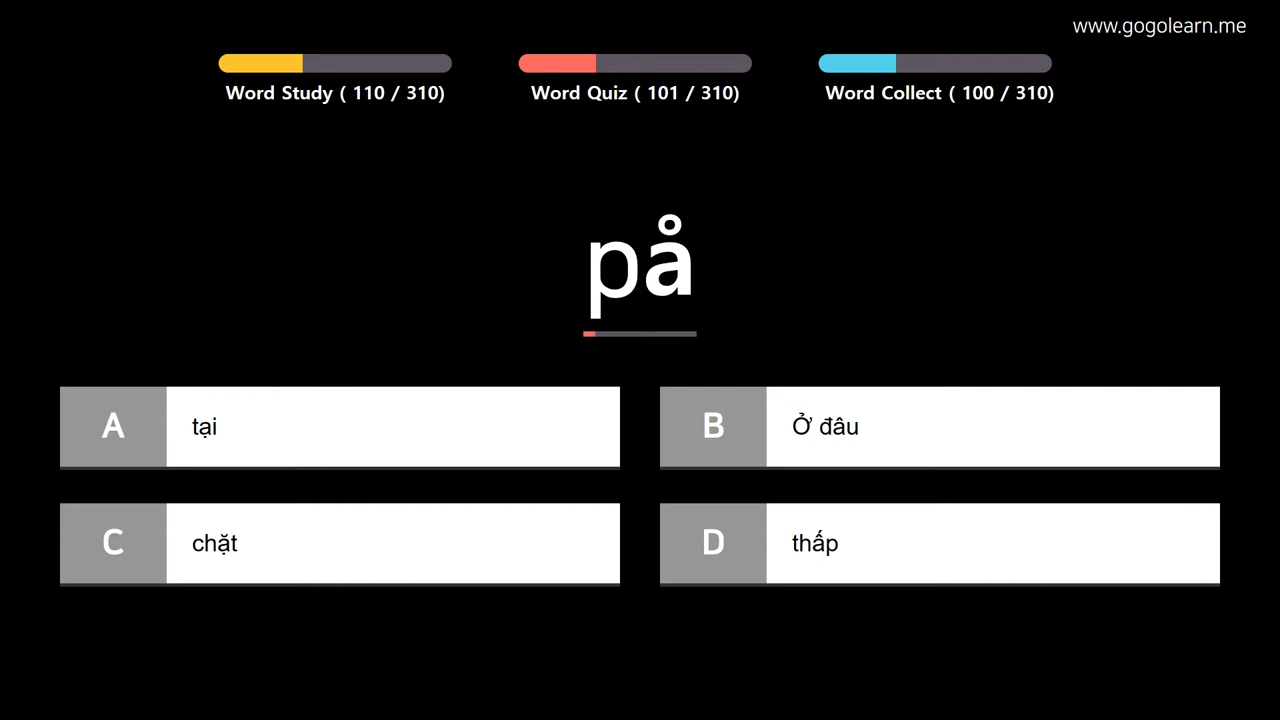 www.gogolearn.me
Word Study ( 110 / 310)
Word Quiz ( 101 / 310)
Word Collect ( 100 / 310)
på
A tại
B Ở đâu
C chặt
D thấp